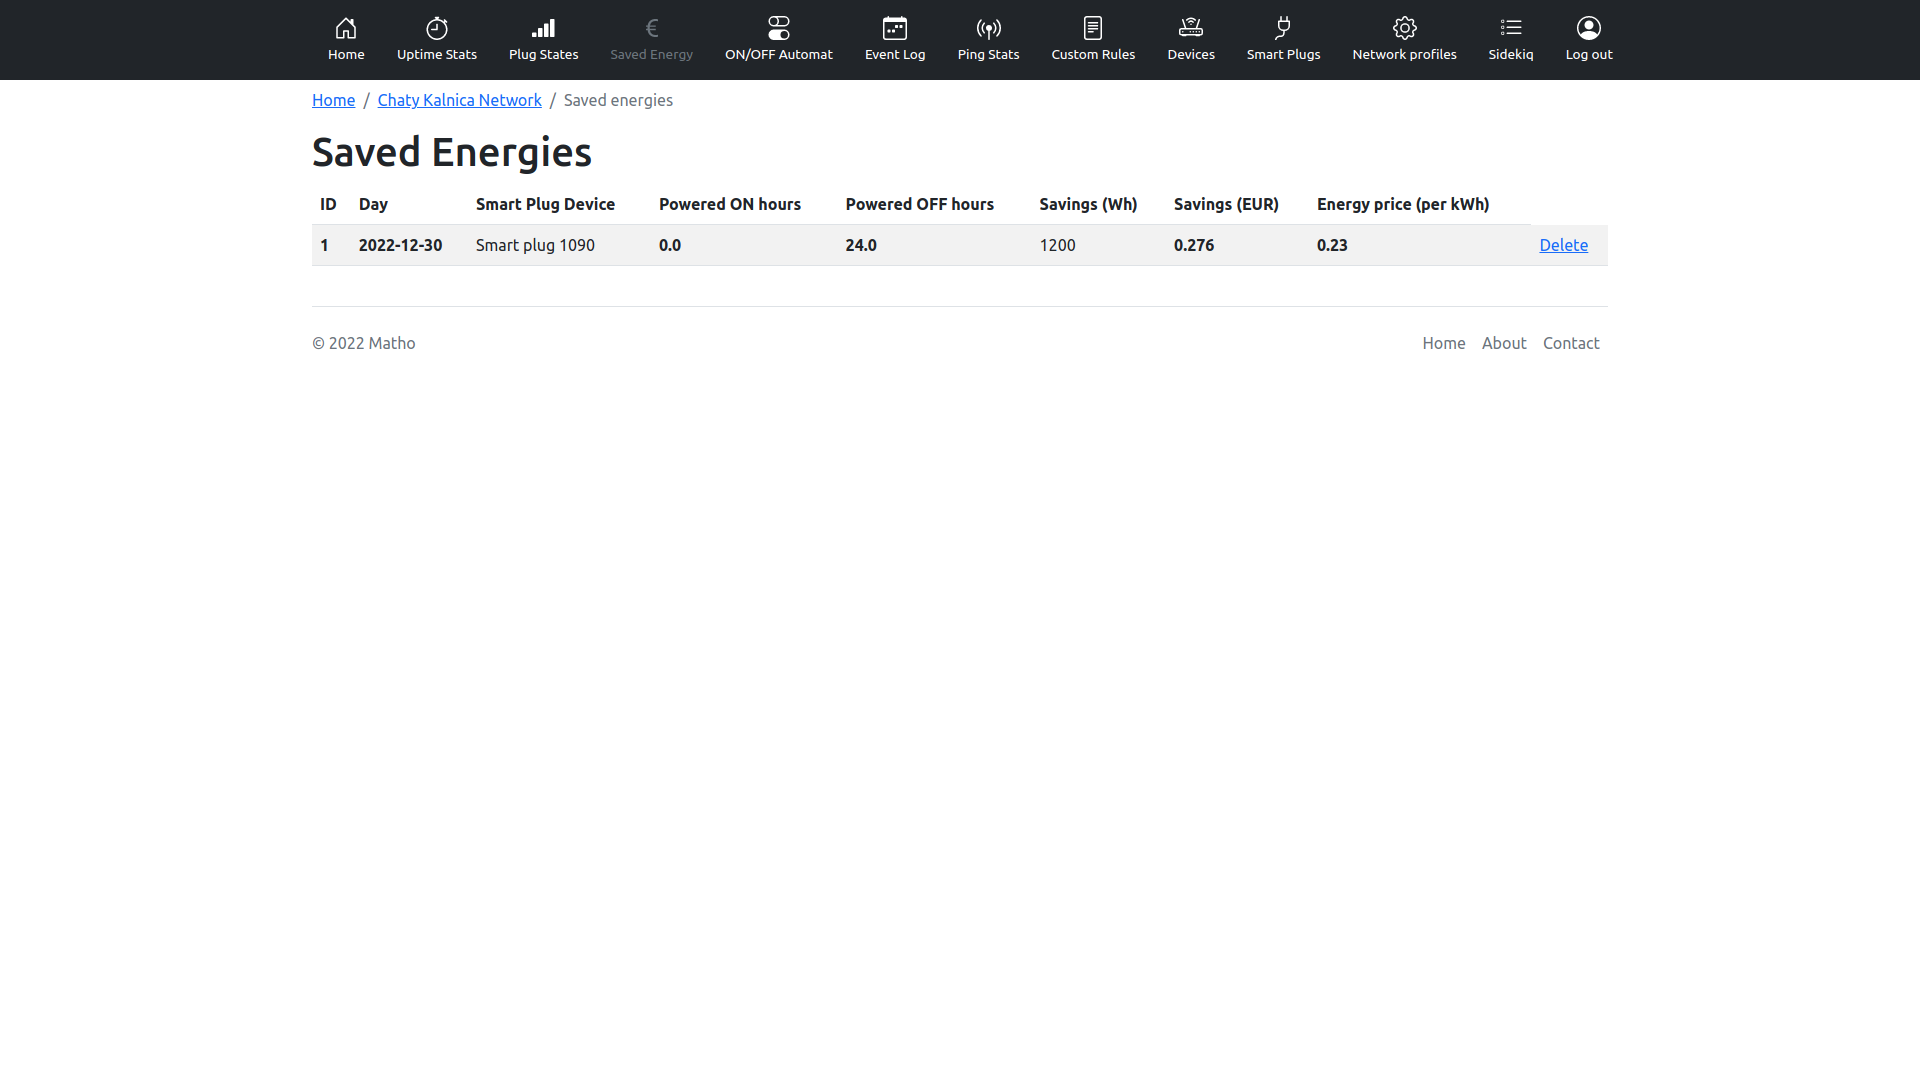 Home Uptime Stats Plug States Saved Energy ON/OFF Automat Event Log Ping Stats Custom Rules Devices Smart Plugs Network profiles Sidekiq Log out
Home / Chaty Kalnica Network / Saved energies
Saved Energies
ID Day Smart Plug Device Powered ON hours Powered OFF hours Savings (Wh) Savings (EUR) Energy price (per kWh)
1 2022-12-30 Smart plug 1090 0.0 24.0 1200 0.276 0.23 Delete
© 2022 Matho Home About Contact